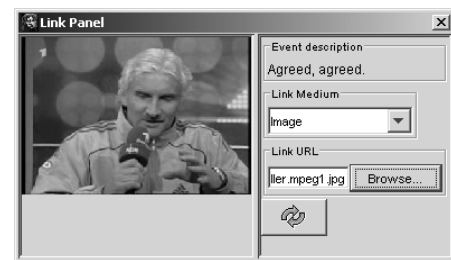 Link Panel
Event description
Agreed, agreed.
Link Medium
Image
Link URL
ller.mpeg1.jpg Browse...